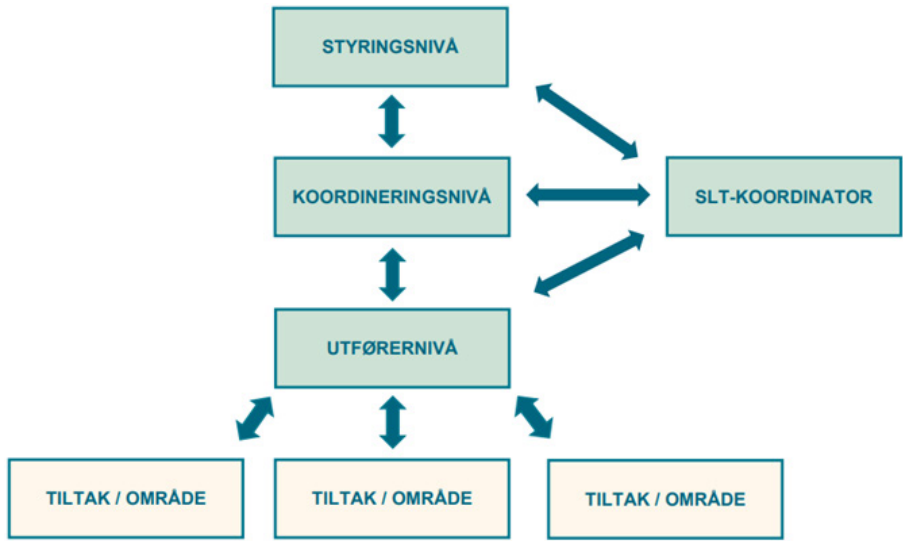 STYRINGSNIVÅ
KOORDINERINGSNIVÅ
SLT-KOORDINATOR
UTFØRERNIVÅ
TILTAK / OMRÅDE
TILTAK / OMRÅDE
TILTAK / OMRÅDE